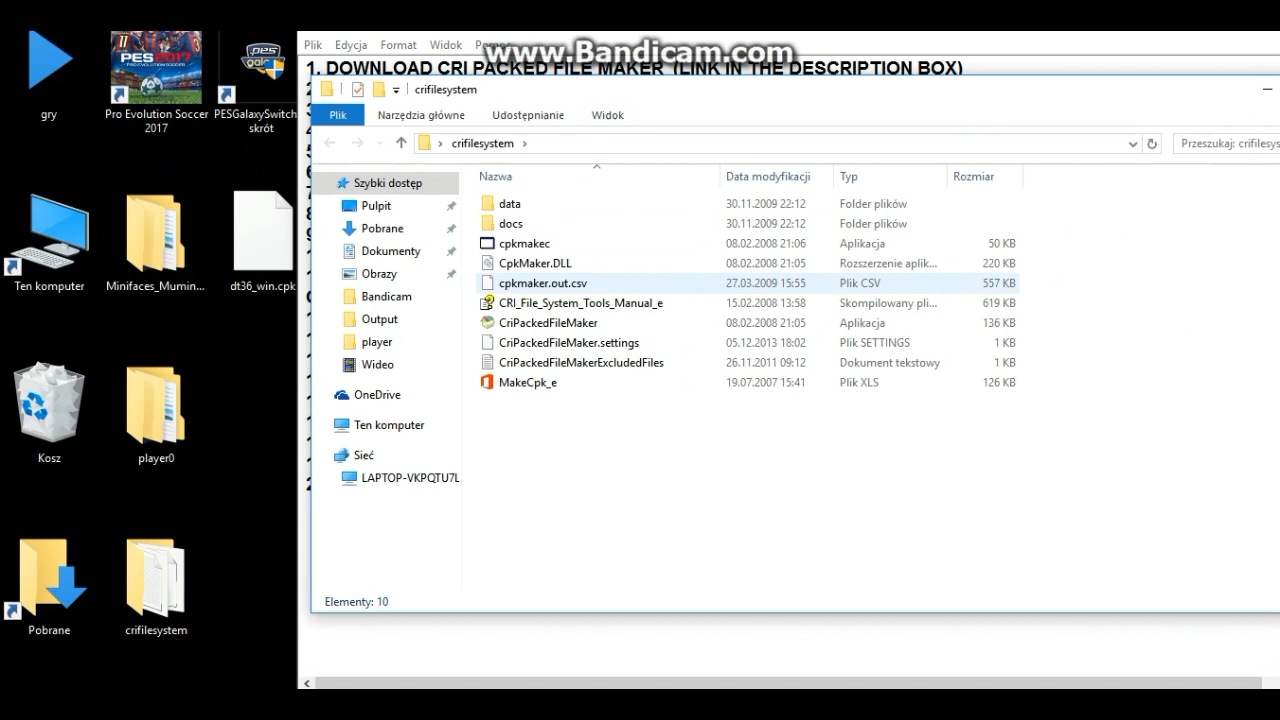 www.Bandicam.com
Plik Edycja Format Widok Pomoc
1. DOWNLOAD CRI PACKED FILE MAKER (LINK IN THE DESCRIPTION BOX)
crifilesystem
Plik Narzędzia główne Udostępnianie Widok
crifilesystem
Przeszukaj: crifilesy
Nazwa Data modyfikacji Typ Rozmiar
data 30.11.2009 22:12 Folder plików
docs 30.11.2009 22:12 Folder plików
cpkmakec 08.02.2008 21:06 Aplikacja 50 KB
CpkMaker.DLL 08.02.2008 21:05 Rozszerzenie aplik... 220 KB
cpkmaker.out.csv 27.03.2009 15:55 Plik CSV 557 KB
CRI_File_System_Tools_Manual_e 15.02.2008 13:58 Skompilowany pli... 619 KB
CriPackedFileMaker 08.02.2008 21:05 Aplikacja 136 KB
CriPackedFileMaker.settings 05.12.2013 18:02 Plik SETTINGS 1 KB
CriPackedFileMakerExcludedFiles 26.11.2011 09:12 Dokument tekstowy 1 KB
MakeCpk_e 19.07.2007 15:41 Plik XLS 126 KB
Szybki dostęp
Pulpit
Pobrane
Dokumenty
Obrazy
Bandicam
Output
player
Wideo
OneDrive
Ten komputer
Sieć
LAPTOP-VKPQTU7L
Elementy: 10
gry
PES2017
PRO EVOLUTION SOCCER
Pro Evolution Soccer
2017
pes
PESGalaxySwitch
skrót
Ten komputer
Minifaces_Mumin...
dt36_win.cpk
Kosz
player0
Pobrane
crifilesystem